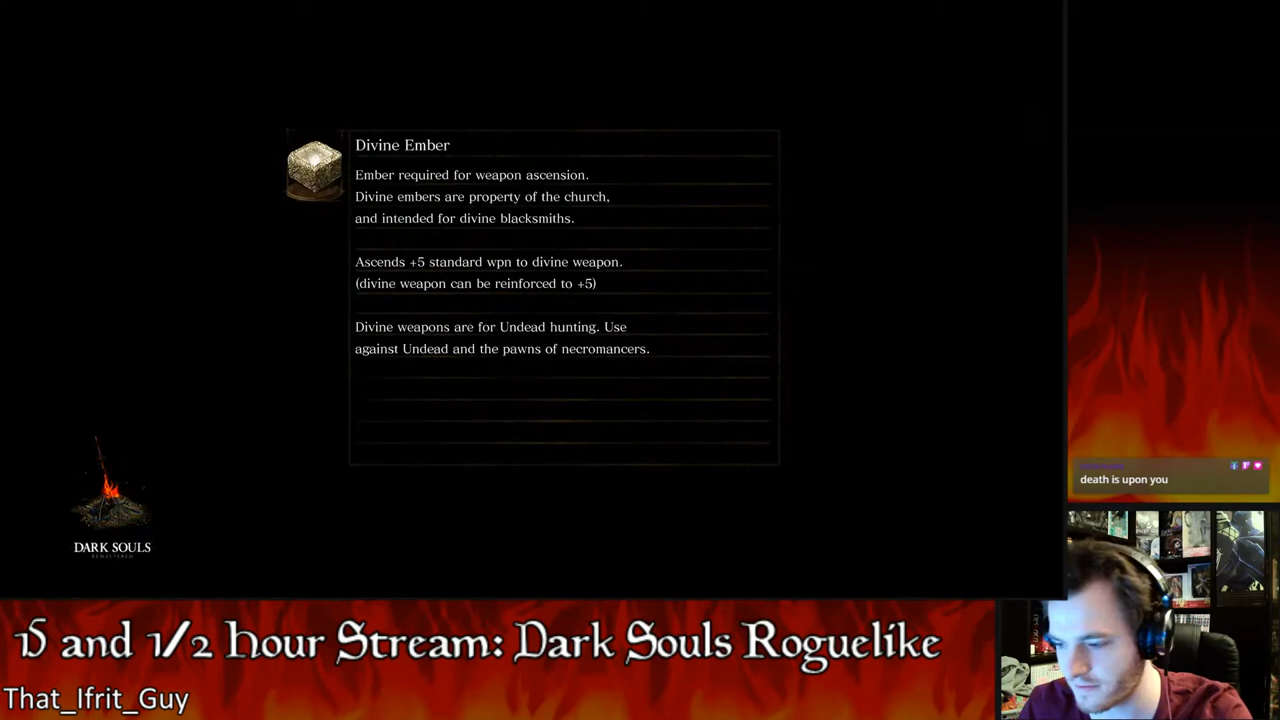 Divine Ember
Ember required for weapon ascension.
Divine embers are property of the church,
and intended for divine blacksmiths.
Ascends +5 standard wpn to divine weapon.
(divine weapon can be reinforced to +5)
Divine weapons are for Undead hunting. Use
against Undead and the pawns of necromancers.
death is upon you
DARK SOULS
REMASTERED
15 and 1/2 Hour Stream: Dark Souls Roguelike
That_Ifrit_Guy